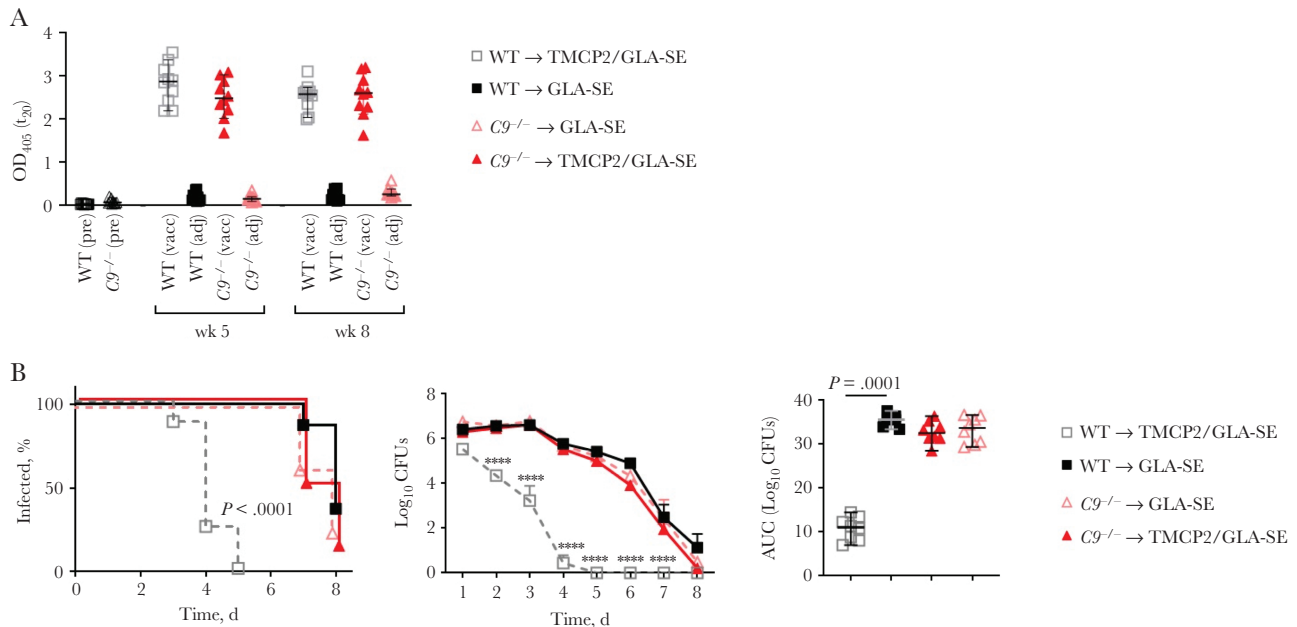 A
4
3
2
1
0
OD₄₀₅ (t₂₀)
WT (pre)
C9⁻/⁻ (pre)
WT (vacc)
WT (adj)
C9⁻/⁻ (vacc)
C9⁻/⁻ (adj)
WT (vacc)
WT (adj)
C9⁻/⁻ (vacc)
C9⁻/⁻ (adj)
wk 5
wk 8
WT → TMCP2/GLA-SE
WT → GLA-SE
C9⁻/⁻ → GLA-SE
C9⁻/⁻ → TMCP2/GLA-SE
B
100
50
0
Infected, %
P < .0001
0 2 4 6 8
Time, d
8
6
4
2
0
Log₁₀ CFUs
****
****
****
****
****
****
1 2 3 4 5 6 7 8
Time, d
P = .0001
40
30
20
10
0
AUC (Log₁₀ CFUs)
WT → TMCP2/GLA-SE
WT → GLA-SE
C9⁻/⁻ → GLA-SE
C9⁻/⁻ → TMCP2/GLA-SE